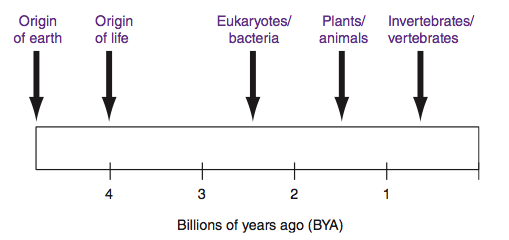 Origin
of earth
Origin
of life
Eukaryotes/
bacteria
Plants/
animals
Invertebrates/
vertebrates
4
3
2
1
Billions of years ago (BYA)